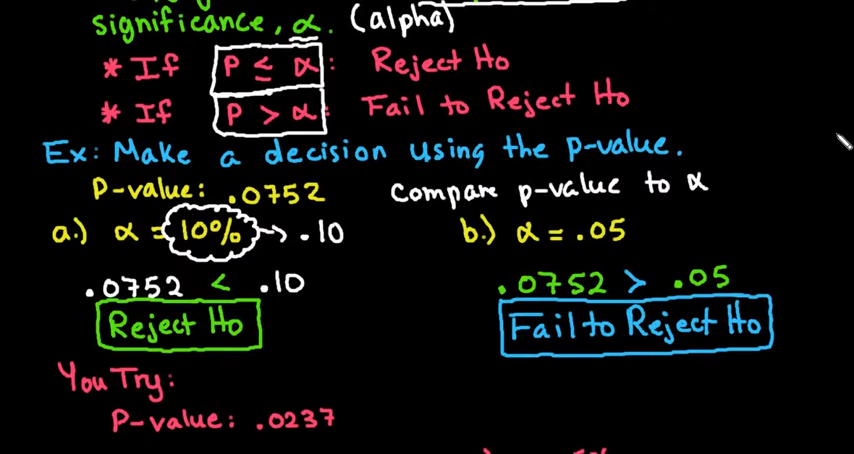 significance, α. (alpha)
* If P ≤ α: Reject Ho
* If P > α: Fail to Reject Ho
Ex: Make a decision using the p-value.
P-value: .0752 Compare p-value to α
a.) α = 10% → .10
b.) α = .05
.0752 < .10
.0752 > .05
Reject Ho
Fail to Reject Ho
You Try:
P-value: .0237